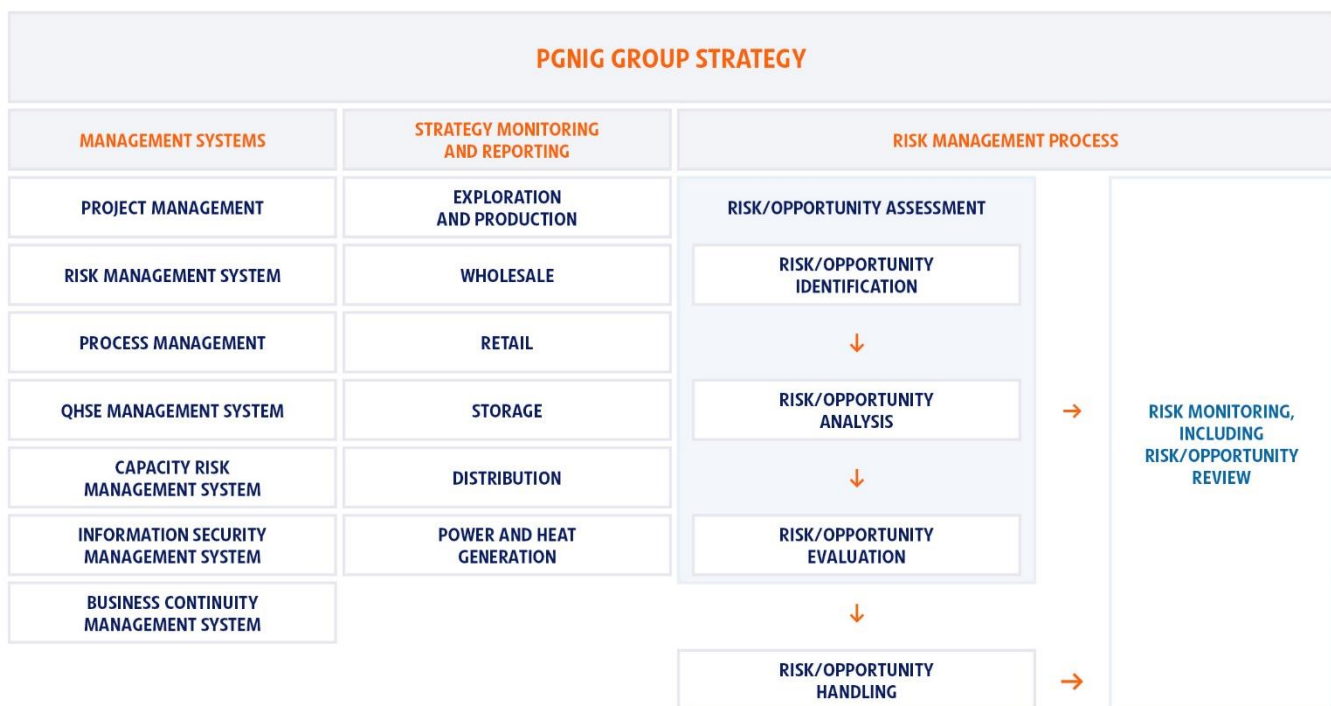 PGNIG GROUP STRATEGY
MANAGEMENT SYSTEMS
PROJECT MANAGEMENT
RISK MANAGEMENT SYSTEM
PROCESS MANAGEMENT
QHSE MANAGEMENT SYSTEM
CAPACITY RISK
MANAGEMENT SYSTEM
INFORMATION SECURITY
MANAGEMENT SYSTEM
BUSINESS CONTINUITY
MANAGEMENT SYSTEM
STRATEGY MONITORING
AND REPORTING
EXPLORATION
AND PRODUCTION
WHOLESALE
RETAIL
STORAGE
DISTRIBUTION
POWER AND HEAT
GENERATION
RISK MANAGEMENT PROCESS
RISK/OPPORTUNITY ASSESSMENT
RISK/OPPORTUNITY
IDENTIFICATION
↓
RISK/OPPORTUNITY
ANALYSIS
↓
RISK/OPPORTUNITY
EVALUATION
↓
RISK/OPPORTUNITY
HANDLING
→
→
RISK MONITORING,
INCLUDING
RISK/OPPORTUNITY
REVIEW